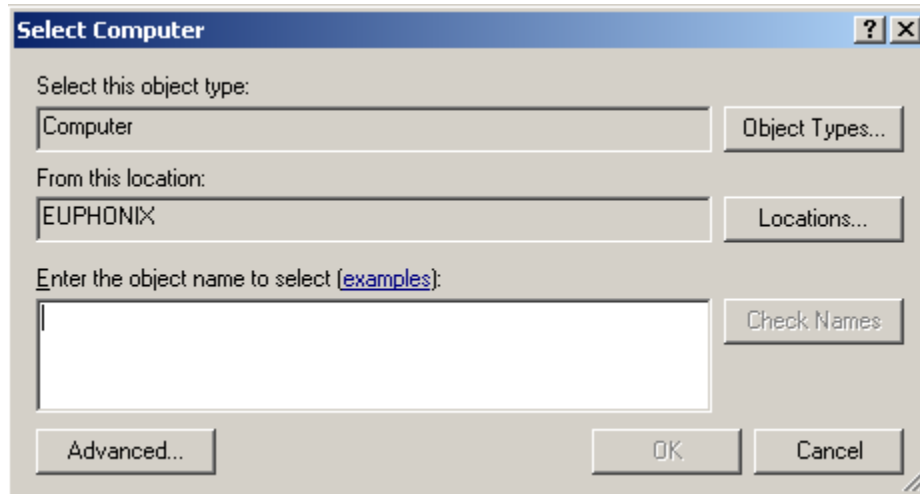 Select Computer
Select this object type:
Computer
Object Types...
From this location:
EUPHONIX
Locations...
Enter the object name to select (examples):
Check Names
Advanced...
OK
Cancel